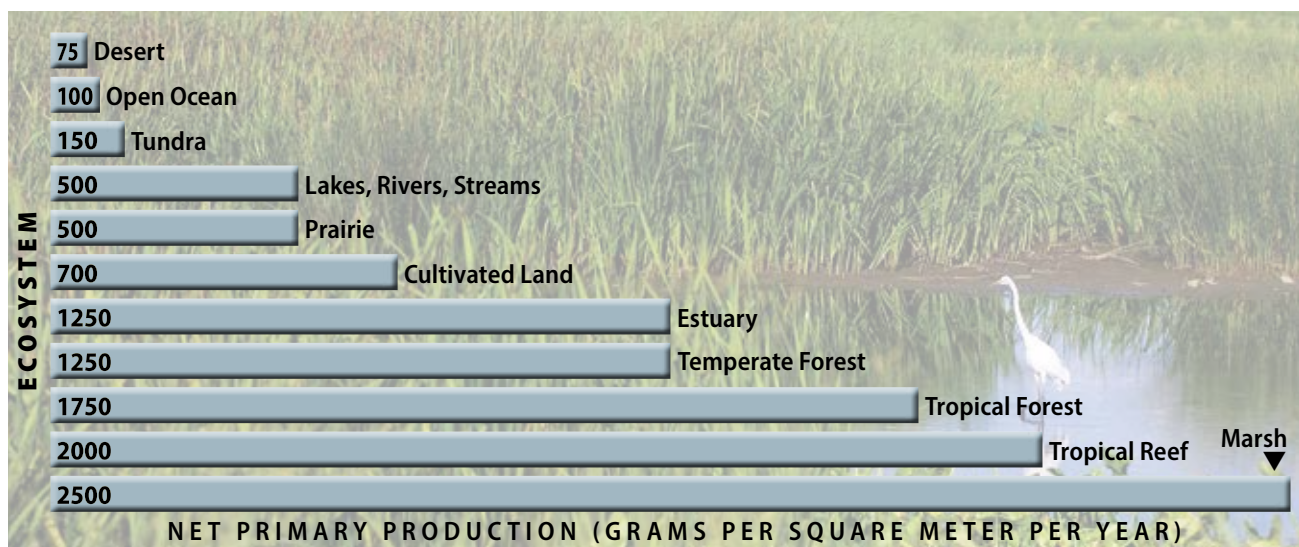 75 Desert
100 Open Ocean
150 Tundra
500 Lakes, Rivers, Streams
500 Prairie
700 Cultivated Land
1250 Estuary
1250 Temperate Forest
1750 Tropical Forest
2000 Tropical Reef
Marsh
2500
ECOSYSTEM
NET PRIMARY PRODUCTION (GRAMS PER SQUARE METER PER YEAR)